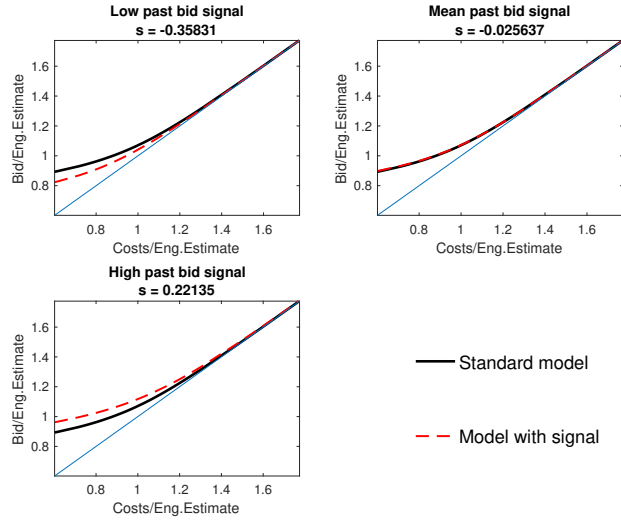 Low past bid signal
s = -0.35831
Bid/Eng.Estimate
1.6
1.4
1.2
1
0.8
0.8 1 1.2 1.4 1.6
Costs/Eng.Estimate
Mean past bid signal
s = -0.025637
Bid/Eng.Estimate
1.6
1.4
1.2
1
0.8
0.8 1 1.2 1.4 1.6
Costs/Eng.Estimate
High past bid signal
s = 0.22135
Bid/Eng.Estimate
1.6
1.4
1.2
1
0.8
0.8 1 1.2 1.4 1.6
Costs/Eng.Estimate
Standard model
Model with signal